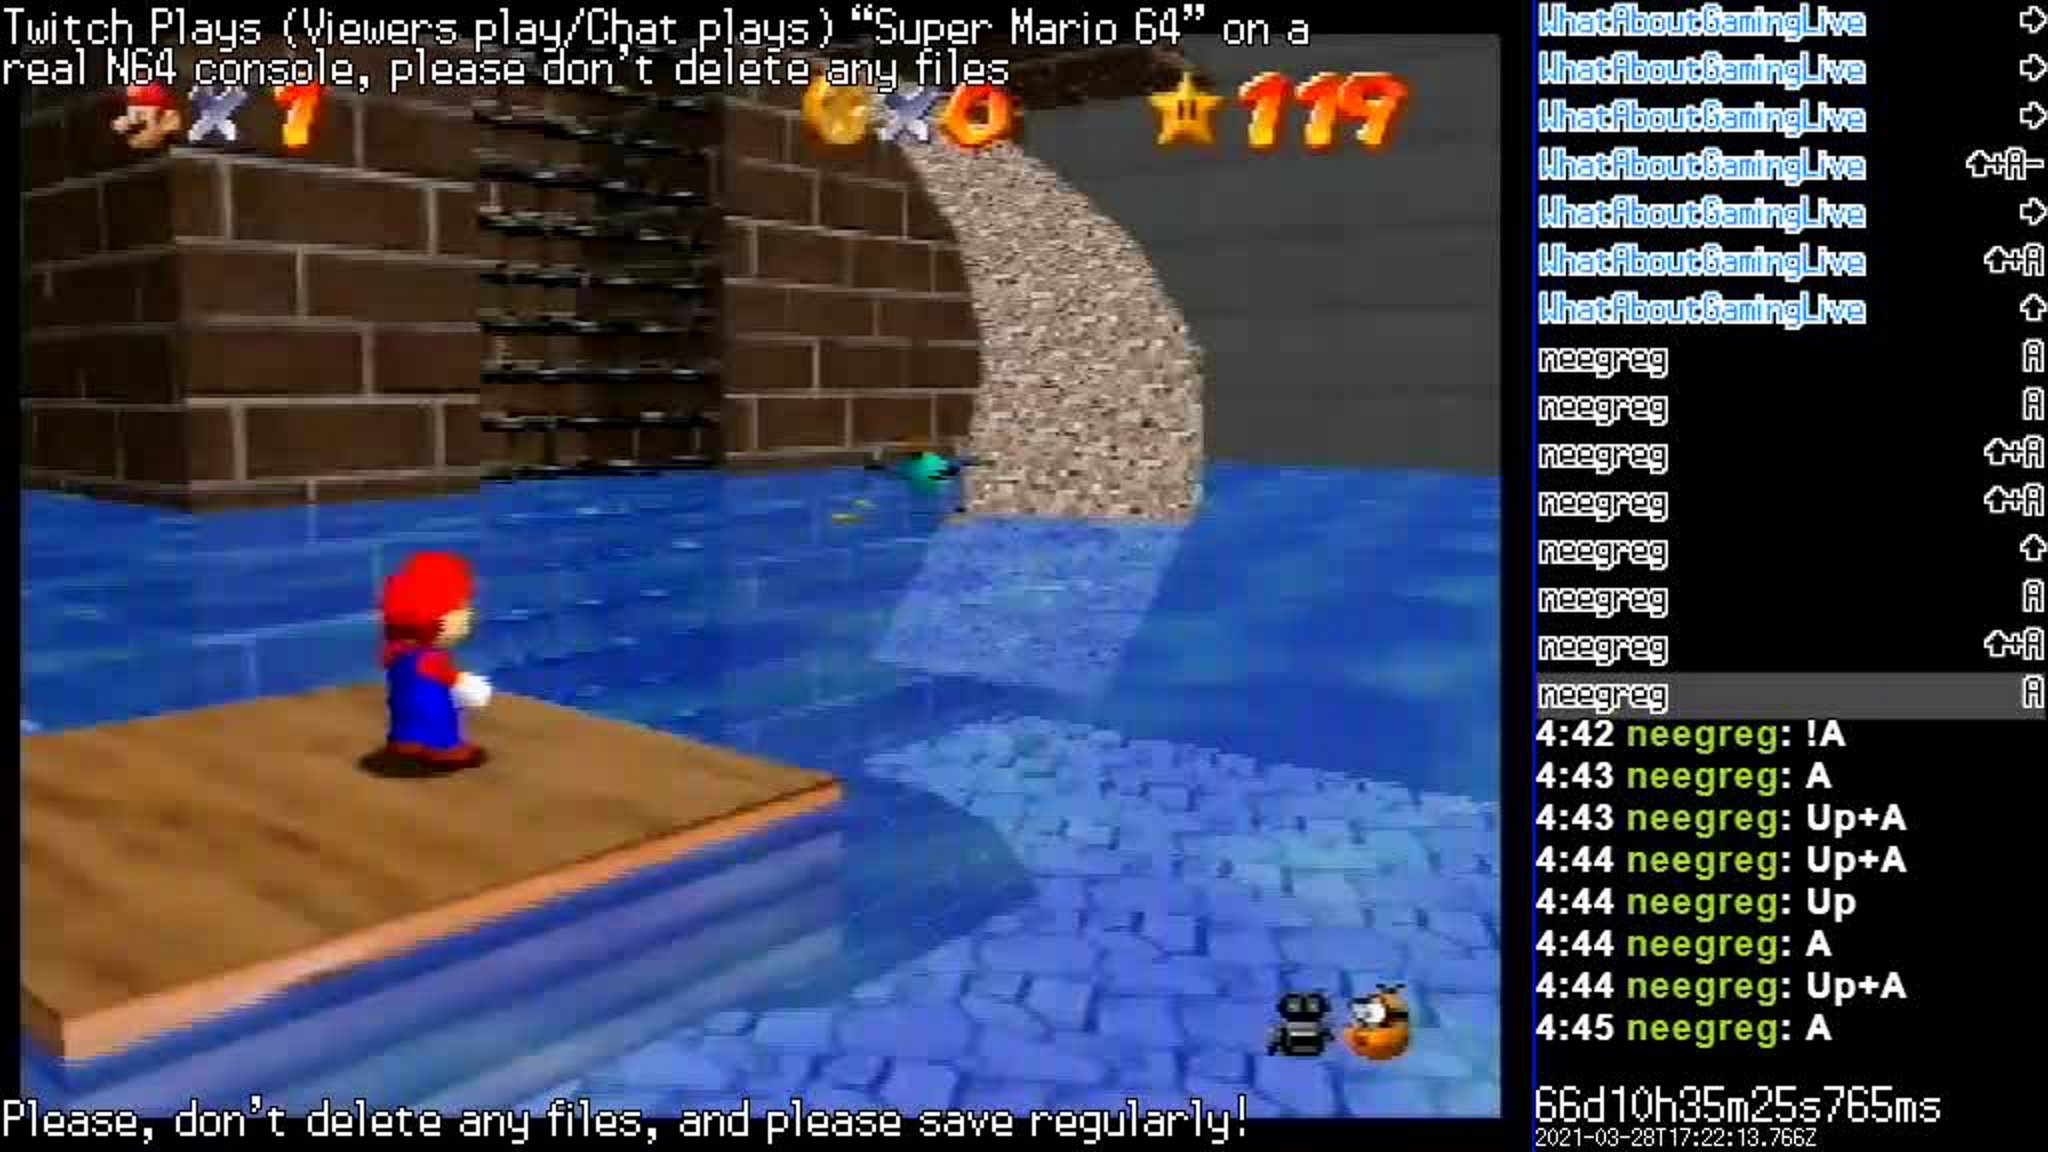 Twitch Plays (Viewers play/Chat plays) “Super Mario 64” on a
real N64 console, please don't delete any files
x 1
x 0
119
WhatAboutGamingLive →
WhatAboutGamingLive →
WhatAboutGamingLive →
WhatAboutGamingLive ↑+A-
WhatAboutGamingLive →
WhatAboutGamingLive ↑+A
WhatAboutGamingLive ↑
neegreg A
neegreg A
neegreg ↑+A
neegreg ↑+A
neegreg ↑
neegreg A
neegreg ↑+A
neegreg A
4:42 neegreg: !A
4:43 neegreg: A
4:43 neegreg: Up+A
4:44 neegreg: Up+A
4:44 neegreg: Up
4:44 neegreg: A
4:44 neegreg: Up+A
4:45 neegreg: A
66d10h35m25s765ms
2021-03-28T17:22:13.766Z
Please, don't delete any files, and please save regularly!